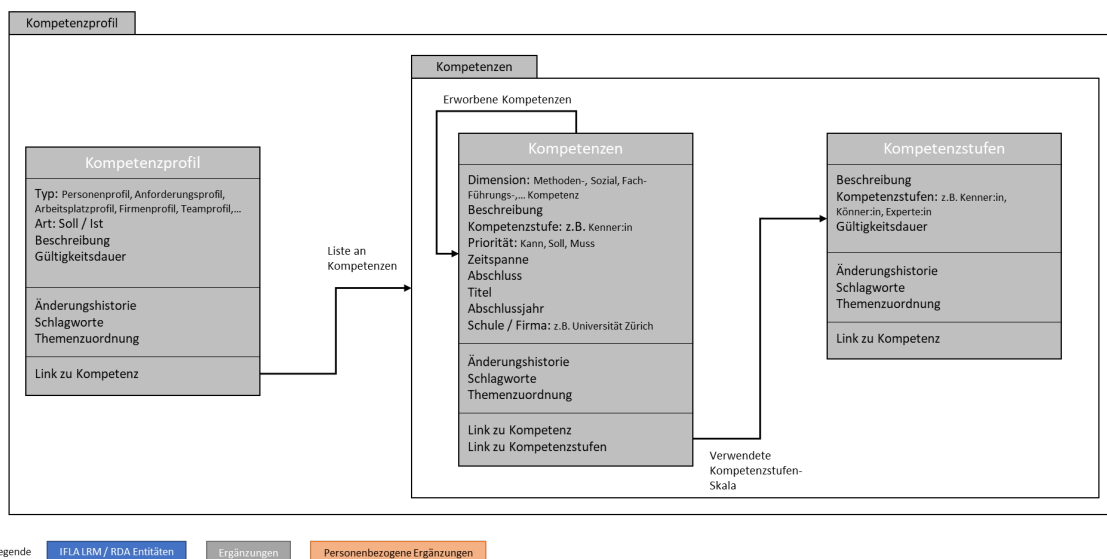 Kompetenzprofil
Kompetenzen
Erworbene Kompetenzen
Kompetenzprofil
Typ: Personenprofil, Anforderungsprofil,
Arbeitsplatzprofil, Firmenprofil, Teamprofil,...
Art: Soll / Ist
Beschreibung
Gültigkeitsdauer
Änderungshistorie
Schlagworte
Themenzuordnung
Link zu Kompetenz
Liste an
Kompetenzen
Kompetenzen
Dimension: Methoden-, Sozial, Fach-
Führungs-,... Kompetenz
Beschreibung
Kompetenzstufe: z.B. Kenner:in
Priorität: Kann, Soll, Muss
Zeitspanne
Abschluss
Titel
Abschlussjahr
Schule / Firma: z.B. Universität Zürich
Änderungshistorie
Schlagworte
Themenzuordnung
Link zu Kompetenz
Link zu Kompetenzstufen
Verwendete
Kompetenzstufen-
Skala
Kompetenzstufen
Beschreibung
Kompetenzstufen: z.B. Kenner:in,
Könner:in, Experte:in
Gültigkeitsdauer
Änderungshistorie
Schlagworte
Themenzuordnung
Link zu Kompetenz
egende
IFLA LRM / RDA Entitäten
Ergänzungen
Personenbezogene Ergänzungen